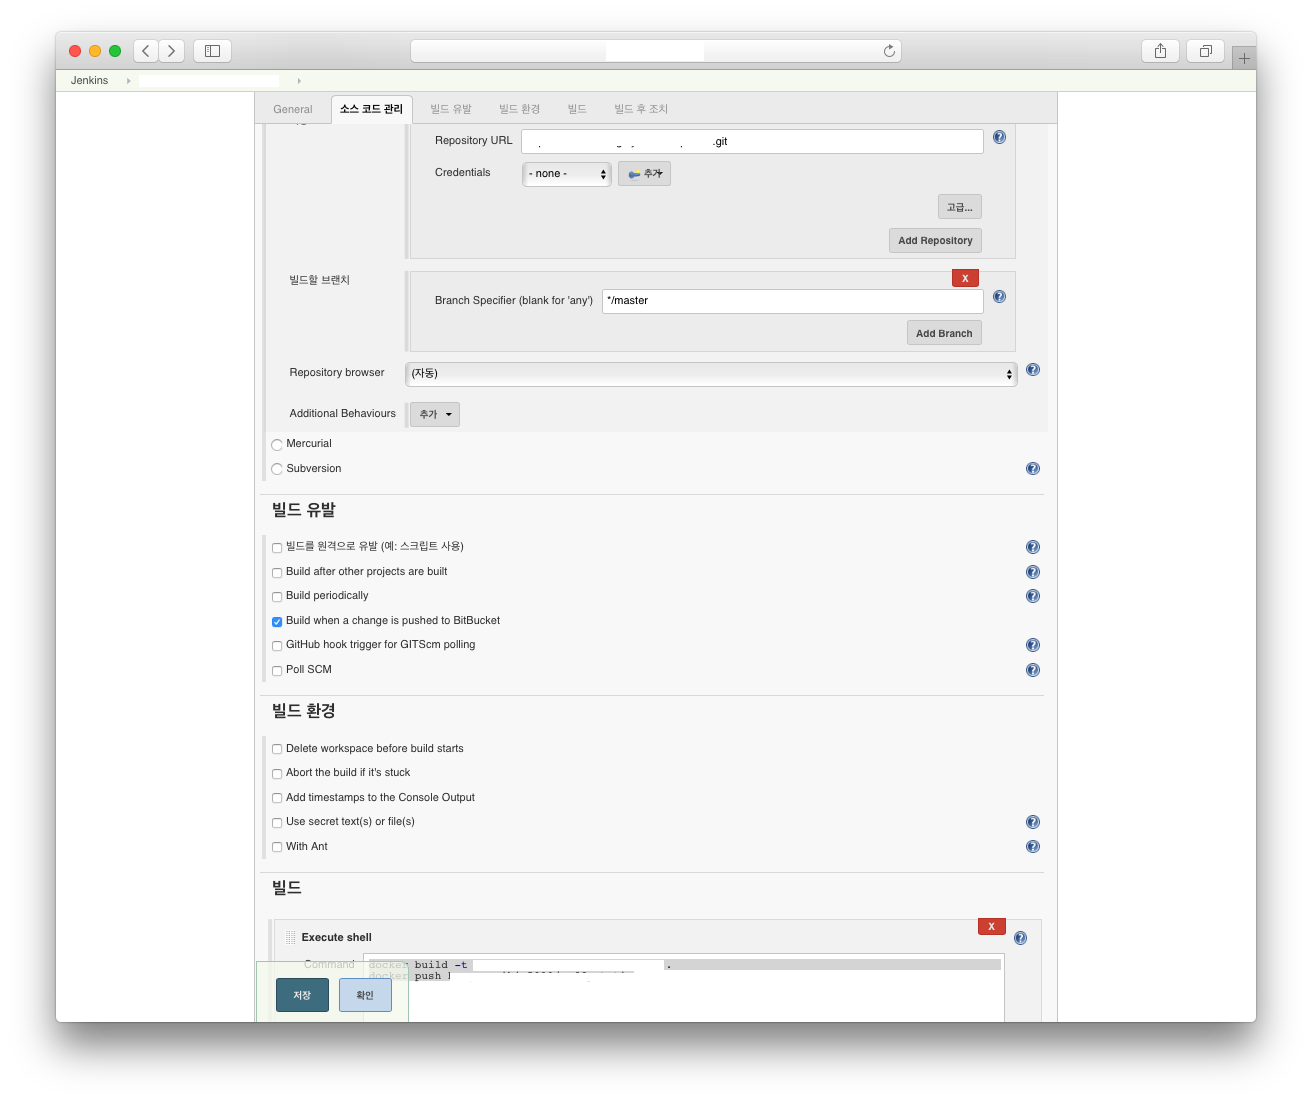 Jenkins
General 소스 코드 관리 빌드 유발 빌드 환경 빌드 빌드 후 조치
Repository URL .git
Credentials - none - 추가
고급...
Add Repository
빌드할 브랜치
X
Branch Specifier (blank for 'any') */master
Add Branch
Repository browser (자동)
Additional Behaviours 추가
Mercurial
Subversion
빌드 유발
빌드를 원격으로 유발 (예: 스크립트 사용)
Build after other projects are built
Build periodically
Build when a change is pushed to BitBucket
GitHub hook trigger for GITScm polling
Poll SCM
빌드 환경
Delete workspace before build starts
Abort the build if it's stuck
Add timestamps to the Console Output
Use secret text(s) or file(s)
With Ant
빌드
X
Execute shell
Command docker build -t .
docker push
저장 확인